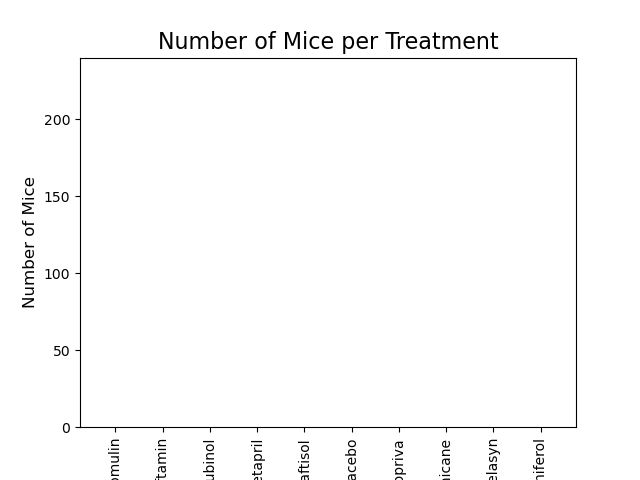 Number of Mice per Treatment
Number of Mice
200
150
100
50
0
omulin
ftamin
ubinol
etapril
aftisol
acebo
opriva
nicane
elasyn
niferol